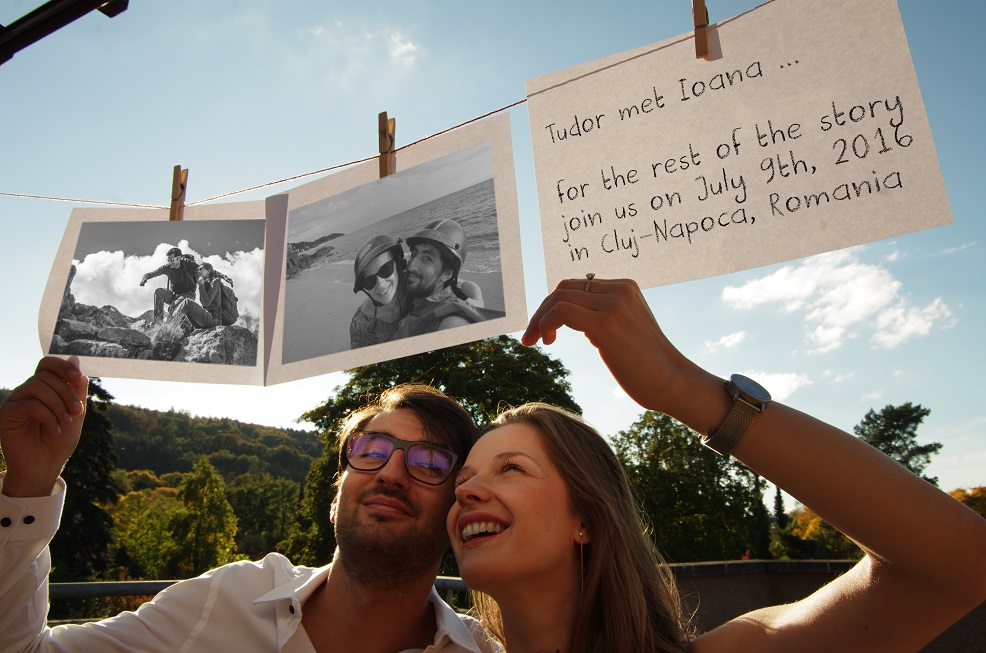 Tudor met Ioana ...
for the rest of the story
join us on July 9th, 2016
in Cluj-Napoca, Romania